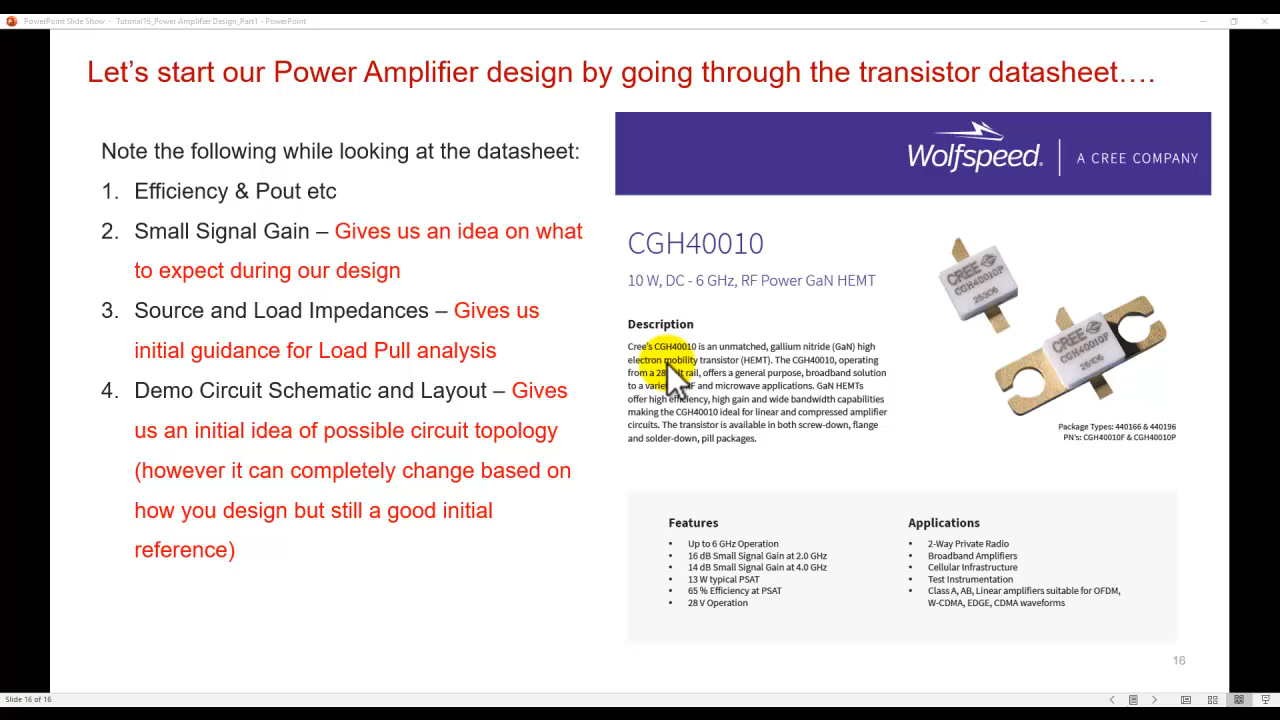 PowerPoint Slide Show - Tutorial16_Power Amplifier Design_Part1 - PowerPoint
Let's start our Power Amplifier design by going through the transistor datasheet….
Note the following while looking at the datasheet:
1. Efficiency & Pout etc
2. Small Signal Gain – Gives us an idea on what
to expect during our design
3. Source and Load Impedances – Gives us
initial guidance for Load Pull analysis
4. Demo Circuit Schematic and Layout – Gives
us an initial idea of possible circuit topology
(however it can completely change based on
how you design but still a good initial
reference)
Wolfspeed.
A CREE COMPANY
CGH40010
10 W, DC - 6 GHz, RF Power GaN HEMT
Description
Cree's CGH40010 is an unmatched, gallium nitride (GaN) high
electron mobility transistor (HEMT). The CGH40010, operating
from a 28 rail, offers a general purpose, broadband solution
to a and microwave applications. GaN HEMTs
offer high efficiency, high gain and wide bandwidth capabilities
making the CGH40010 ideal for linear and compressed amplifier
circuits. The transistor is available in both screw-down, flange
and solder-down, pill packages.
CREE
CGH40010P
25306
CREE
CGH40010F
Package Types: 440166 & 440196
PN's: CGH40010F & CGH40010P
Features
• Up to 6 GHz Operation
• 16 dB Small Signal Gain at 2.0 GHz
• 14 dB Small Signal Gain at 4.0 GHz
• 13 W typical PSAT
• 65 % Efficiency at PSAT
• 28 V Operation
Applications
• 2-Way Private Radio
• Broadband Amplifiers
• Cellular Infrastructure
• Test Instrumentation
• Class A, AB, Linear amplifiers suitable for OFDM,
W-CDMA, EDGE, CDMA waveforms
16
Slide 16 of 16